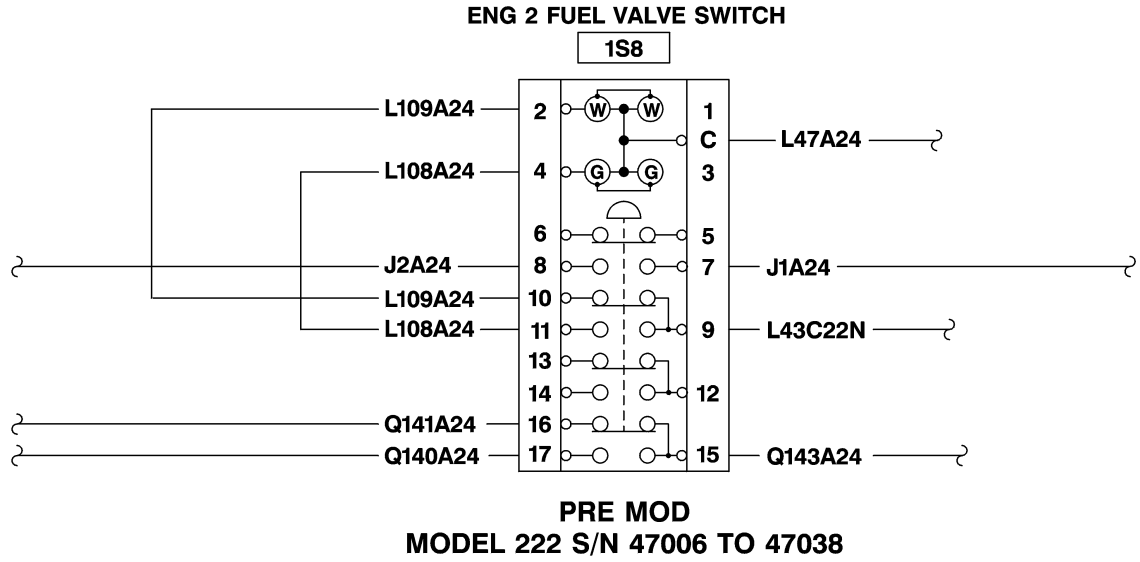 ENG 2 FUEL VALVE SWITCH
1S8
L109A24 2 W W 1
C L47A24
L108A24 4 G G 3
6 5
J2A24 8 7 J1A24
L109A24 10
L108A24 11 9 L43C22N
13
14 12
Q141A24 16
Q140A24 17 15 Q143A24
PRE MOD
MODEL 222 S/N 47006 TO 47038